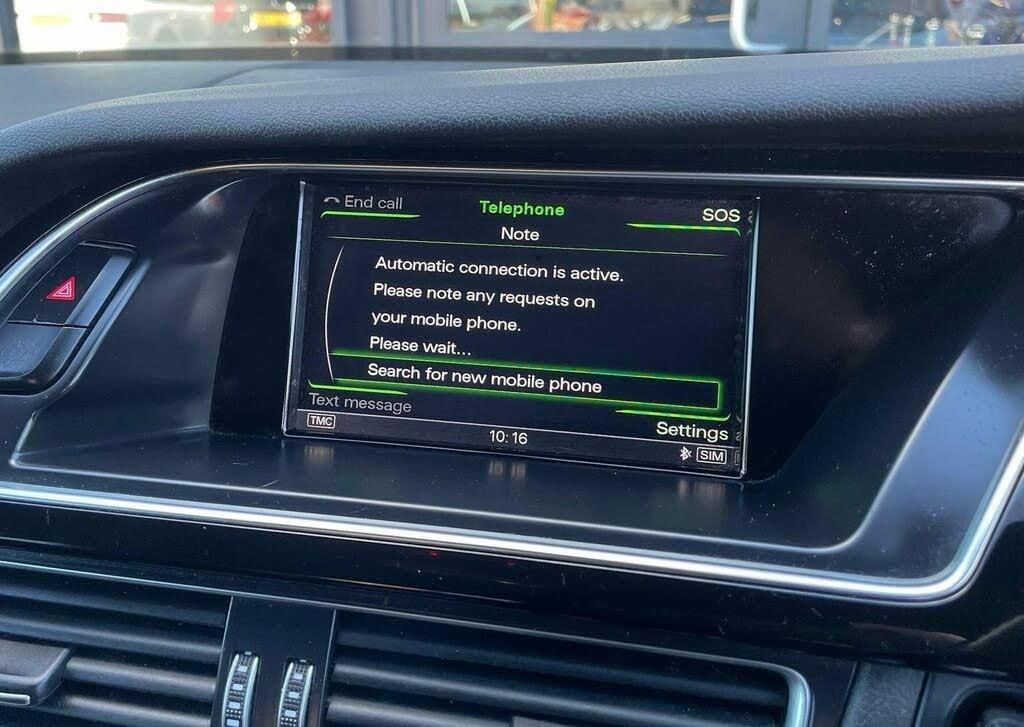 End call Telephone SOS
Note
Automatic connection is active.
Please note any requests on
your mobile phone.
Please wait...
Search for new mobile phone
Text message Settings
TMC 10:16 SIM